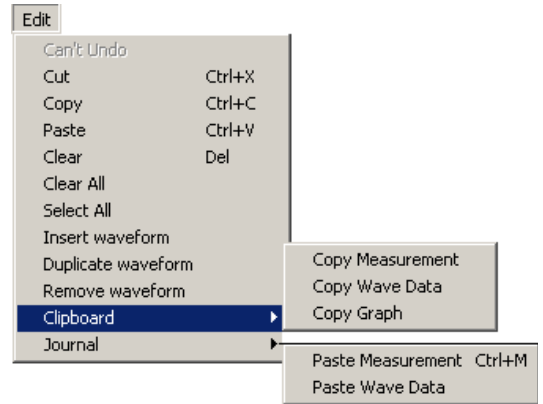 Edit
Can't Undo
Cut Ctrl+X
Copy Ctrl+C
Paste Ctrl+V
Clear Del
Clear All
Select All
Insert waveform
Duplicate waveform
Remove waveform
Clipboard
Journal
Copy Measurement
Copy Wave Data
Copy Graph
Paste Measurement Ctrl+M
Paste Wave Data